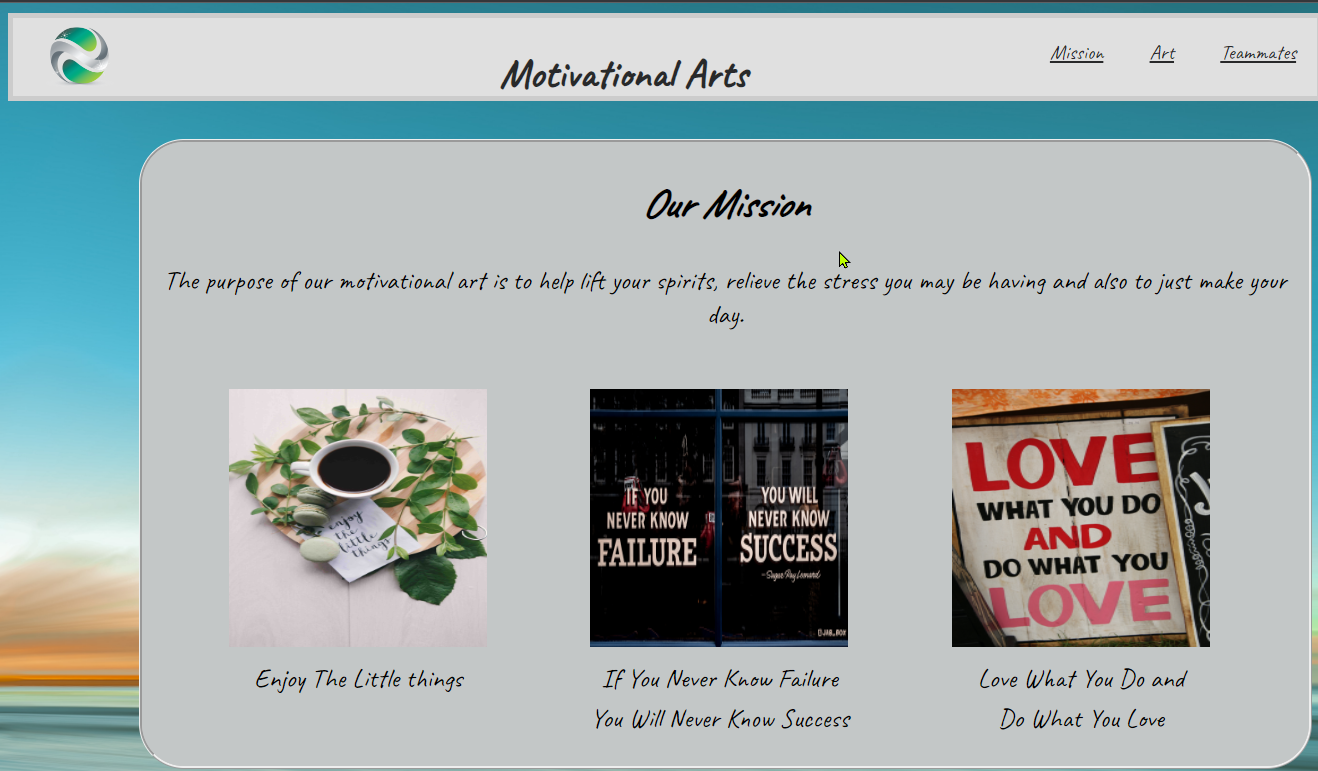 Motivational Arts
Mission
Art
Teammates
Our Mission
The purpose of our motivational art is to help lift your spirits, relieve the stress you may be having and also to just make your
day.
enjoy
the
little
things
IF YOU
NEVER KNOW
FAILURE
YOU WILL
NEVER KNOW
SUCCESS
-Sugar Ray Leonard
@JAB_BOX
LOVE
WHAT YOU DO
AND
DO WHAT YOU
LOVE
Enjoy The Little things
If You Never Know Failure
You Will Never Know Success
Love What You Do and
Do What You Love